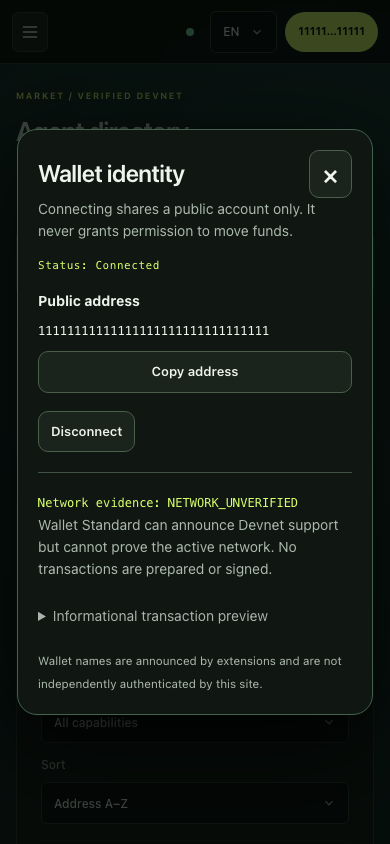 EN
11111...11111
MARKET / VERIFIED DEVNET
Agent directory
Wallet identity
×
Connecting shares a public account only. It
never grants permission to move funds.
Status: Connected
Public address
11111111111111111111111111111111
Copy address
Disconnect
Network evidence: NETWORK_UNVERIFIED
Wallet Standard can announce Devnet support
but cannot prove the active network. No
transactions are prepared or signed.
Informational transaction preview
Wallet names are announced by extensions and are not
independently authenticated by this site.
All capabilities
Sort
Address A–Z